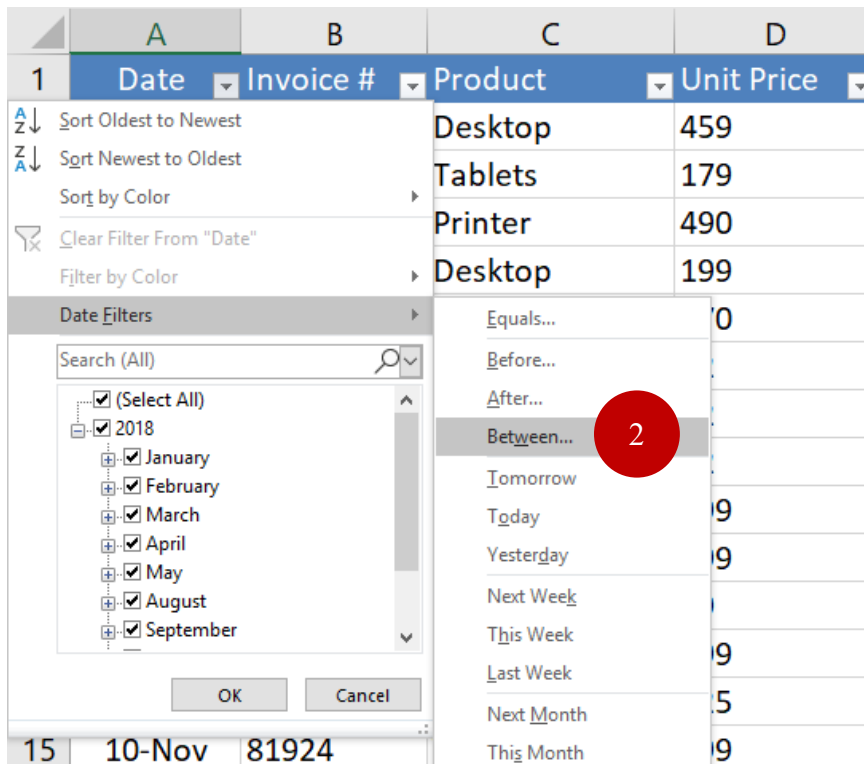 A B C D
1 Date Invoice # Product Unit Price
Sort Oldest to Newest
Desktop 459
Sort Newest to Oldest
Tablets 179
Sort by Color
Printer 490
Clear Filter From "Date"
Desktop 199
Filter by Color
Date Filters
Equals...
Search (All)
Before...
(Select All)
After...
2018
Between... 2
January
February
Tomorrow
March
Today
April
Yesterday
May
Next Week
August
September
This Week
Last Week
OK Cancel
Next Month
15 10-Nov 81924
This Month